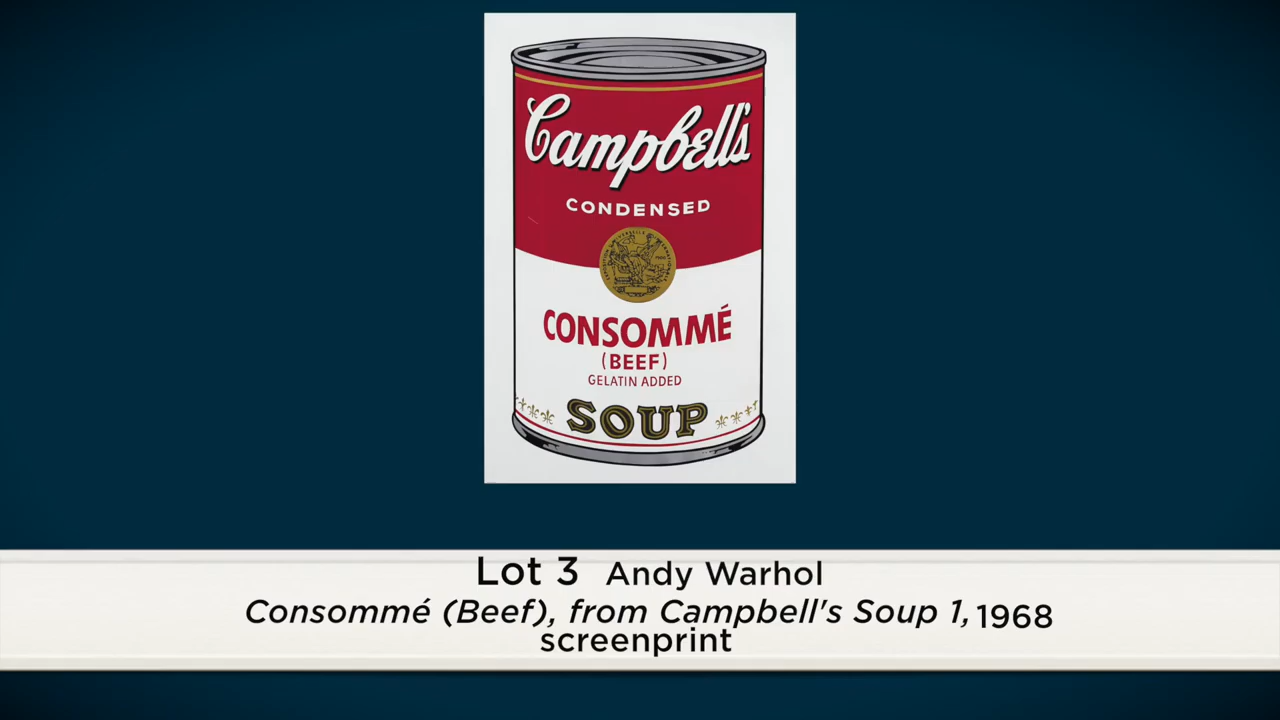 Campbell's
CONDENSED
CONSOMMÉ
(BEEF)
GELATIN ADDED
SOUP
Lot 3 Andy Warhol
Consommé (Beef), from Campbell's Soup 1, 1968
screenprint